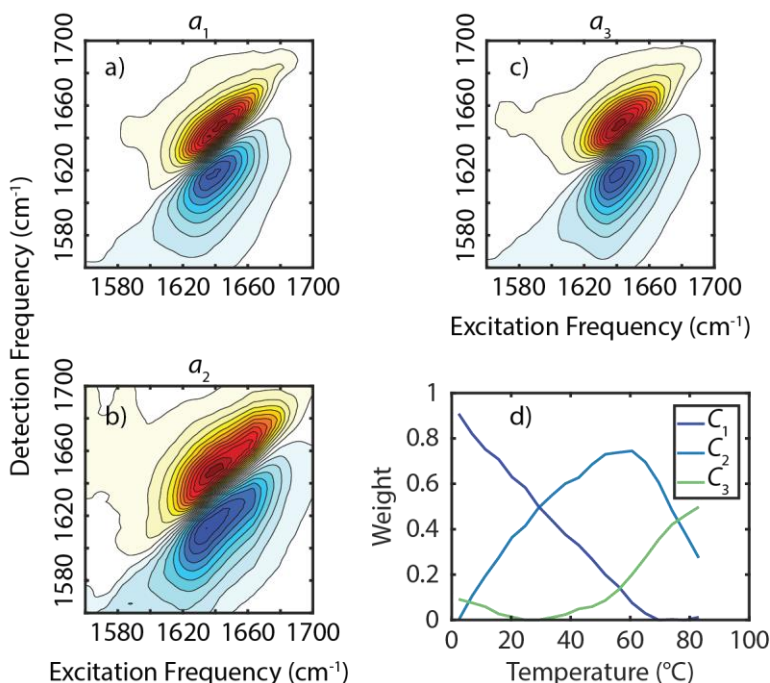 a₁
a)
1700
1660
1620
1580
1580 1620 1660 1700
a₃
c)
1700
1660
1620
1580
1580 1620 1660 1700
Excitation Frequency (cm⁻¹)
Detection Frequency (cm⁻¹)
a₂
b)
1700
1660
1620
1580
1580 1620 1660 1700
Excitation Frequency (cm⁻¹)
d)
C₁
C₂
C₃
1
0.8
0.6
0.4
0.2
0
Weight
0 20 40 60 80 100
Temperature (°C)